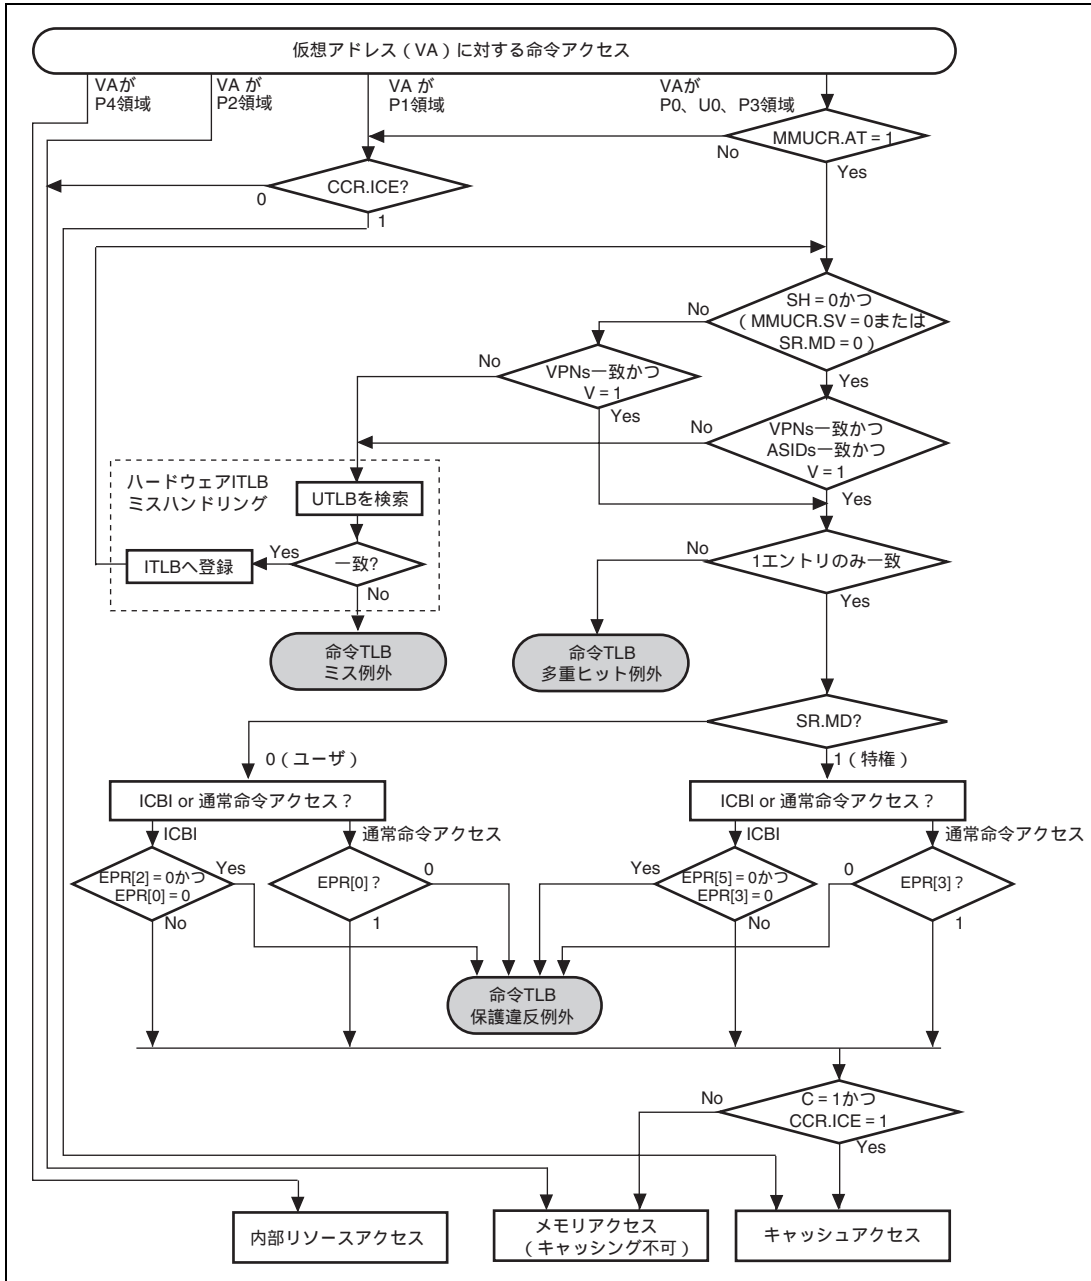 仮想アドレス（VA）に対する命令アクセス
VAが
P4領域
VA が
P2領域
VA が
P1領域
VAが
P0、U0、P3領域
MMUCR.AT = 1
No
Yes
CCR.ICE?
0
1
SH = 0かつ
（MMUCR.SV = 0または
SR.MD = 0）
No
Yes
VPNs一致かつ
V = 1
No
Yes
VPNs一致かつ
ASIDs一致かつ
V = 1
No
Yes
ハードウェアITLB
ミスハンドリング
UTLBを検索
一致?
Yes
No
ITLBへ登録
1エントリのみ一致
No
Yes
命令TLB
ミス例外
命令TLB
多重ヒット例外
SR.MD?
0（ユーザ）
1（特権）
ICBI or 通常命令アクセス？
ICBI or 通常命令アクセス？
ICBI
通常命令アクセス
ICBI
通常命令アクセス
EPR[2] = 0かつ
EPR[0] = 0
Yes
No
EPR[0]？
0
1
EPR[5] = 0かつ
EPR[3] = 0
Yes
No
EPR[3]？
0
1
命令TLB
保護違反例外
C = 1かつ
CCR.ICE = 1
No
Yes
内部リソースアクセス
メモリアクセス
（キャッシング不可）
キャッシュアクセス